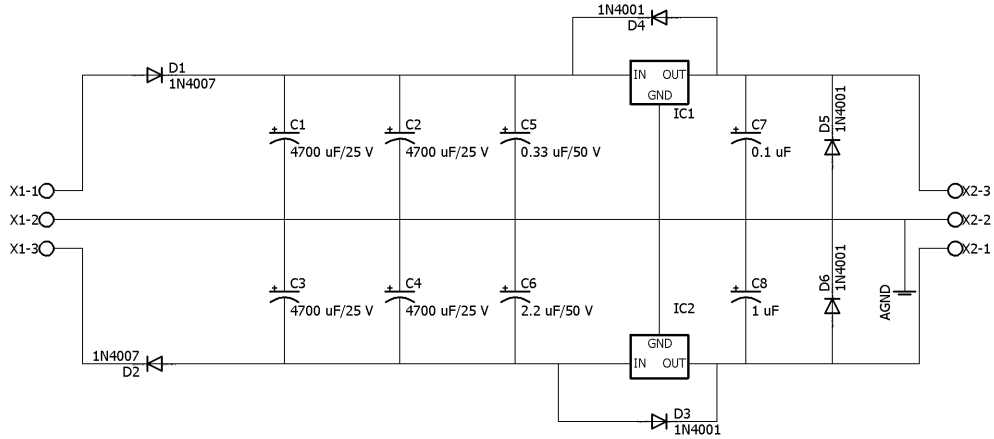 1N4001
D4
D1
1N4007
IN OUT
GND
IC1
C1
4700 uF/25 V
C2
4700 uF/25 V
C5
0.33 uF/50 V
C7
0.1 uF
D5
1N4001
X1-1
X1-2
X1-3
X2-3
X2-2
X2-1
C3
4700 uF/25 V
C4
4700 uF/25 V
C6
2.2 uF/50 V
C8
1 uF
D6
1N4001
AGND
IC2
GND
IN OUT
1N4007
D2
D3
1N4001